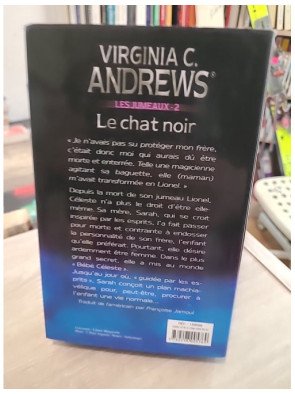 VIRGINIA C.
ANDREWS®
LES JUMEAUX - 2
Le chat noir
« Je n'avais pas su protéger mon frère,
c'était donc moi qui aurais dû être
morte et enterrée. Telle une magicienne
agitant sa baguette, elle (maman)
m'avait transformée en Lionel. »
Depuis la mort de son jumeau Lionel,
Céleste n'a plus le droit d'être elle-
même. Sa mère, Sarah, qui se croit
inspirée par les esprits, l'a fait passer
pour morte et contrainte à endosser
la personnalité de son frère, l'enfant
qu'elle préférait. Pourtant, elle désire
ardemment être femme. Dans le plus
grand secret, elle a mis au monde
« Bébé Céleste ».
Jusqu'au jour où, « guidée par les es-
prits », Sarah conçoit un plan machia-
vélique pour, peut-être, procurer à
l'enfant une vie normale...
Traduit de l'américain par Françoise Jamoul